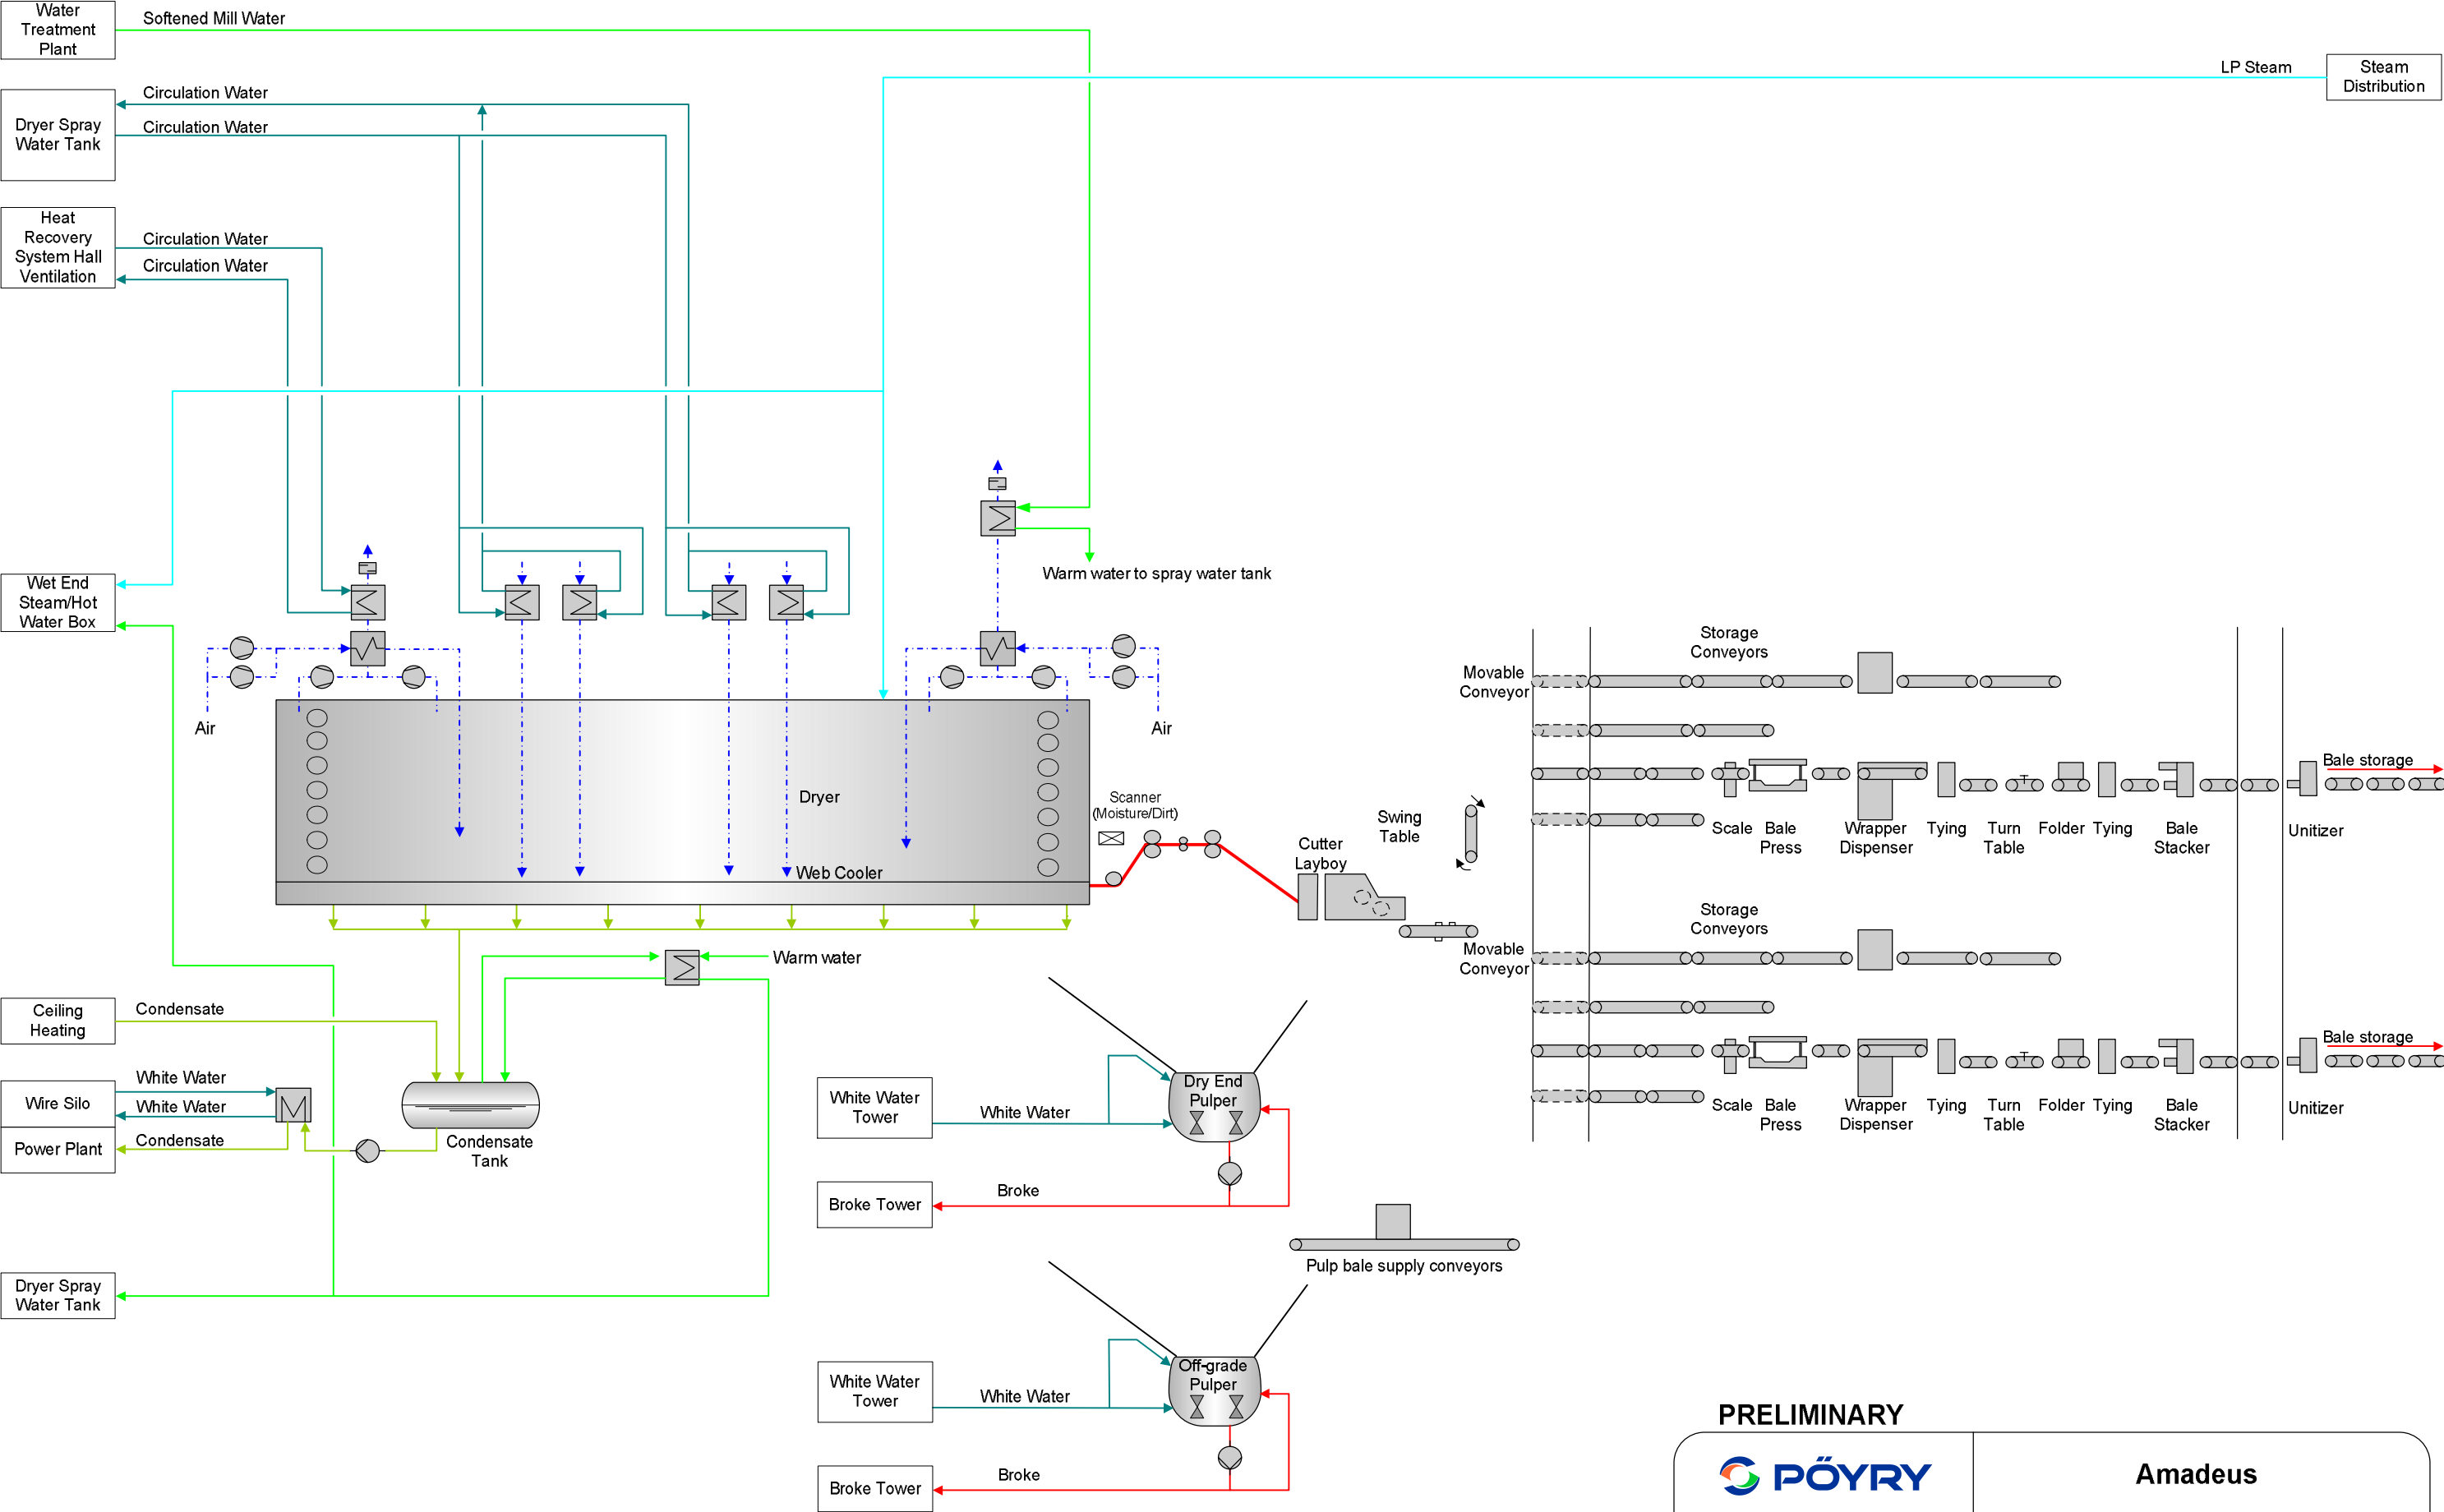 Water
Treatment
Plant
Softened Mill Water
LP Steam
Steam
Distribution
Circulation Water
Dryer Spray
Water Tank
Circulation Water
Heat
Recovery
System Hall
Ventilation
Circulation Water
Circulation Water
Warm water to spray water tank
Wet End
Steam/Hot
Water Box
Air
Air
Dryer
Web Cooler
Scanner
(Moisture/Dirt)
Cutter
Layboy
Swing
Table
Movable
Conveyor
Storage
Conveyors
Bale storage
Scale
Bale
Press
Wrapper
Dispenser
Tying
Turn
Table
Folder
Tying
Bale
Stacker
Unitizer
Movable
Conveyor
Storage
Conveyors
Bale storage
Scale
Bale
Press
Wrapper
Dispenser
Tying
Turn
Table
Folder
Tying
Bale
Stacker
Unitizer
Warm water
Ceiling
Heating
Condensate
Wire Silo
White Water
White Water
Power Plant
Condensate
Condensate
Tank
Dryer Spray
Water Tank
White Water
Tower
White Water
Dry End
Pulper
Broke Tower
Broke
Pulp bale supply conveyors
White Water
Tower
White Water
Off-grade
Pulper
Broke Tower
Broke
PRELIMINARY
PÖYRY
Amadeus